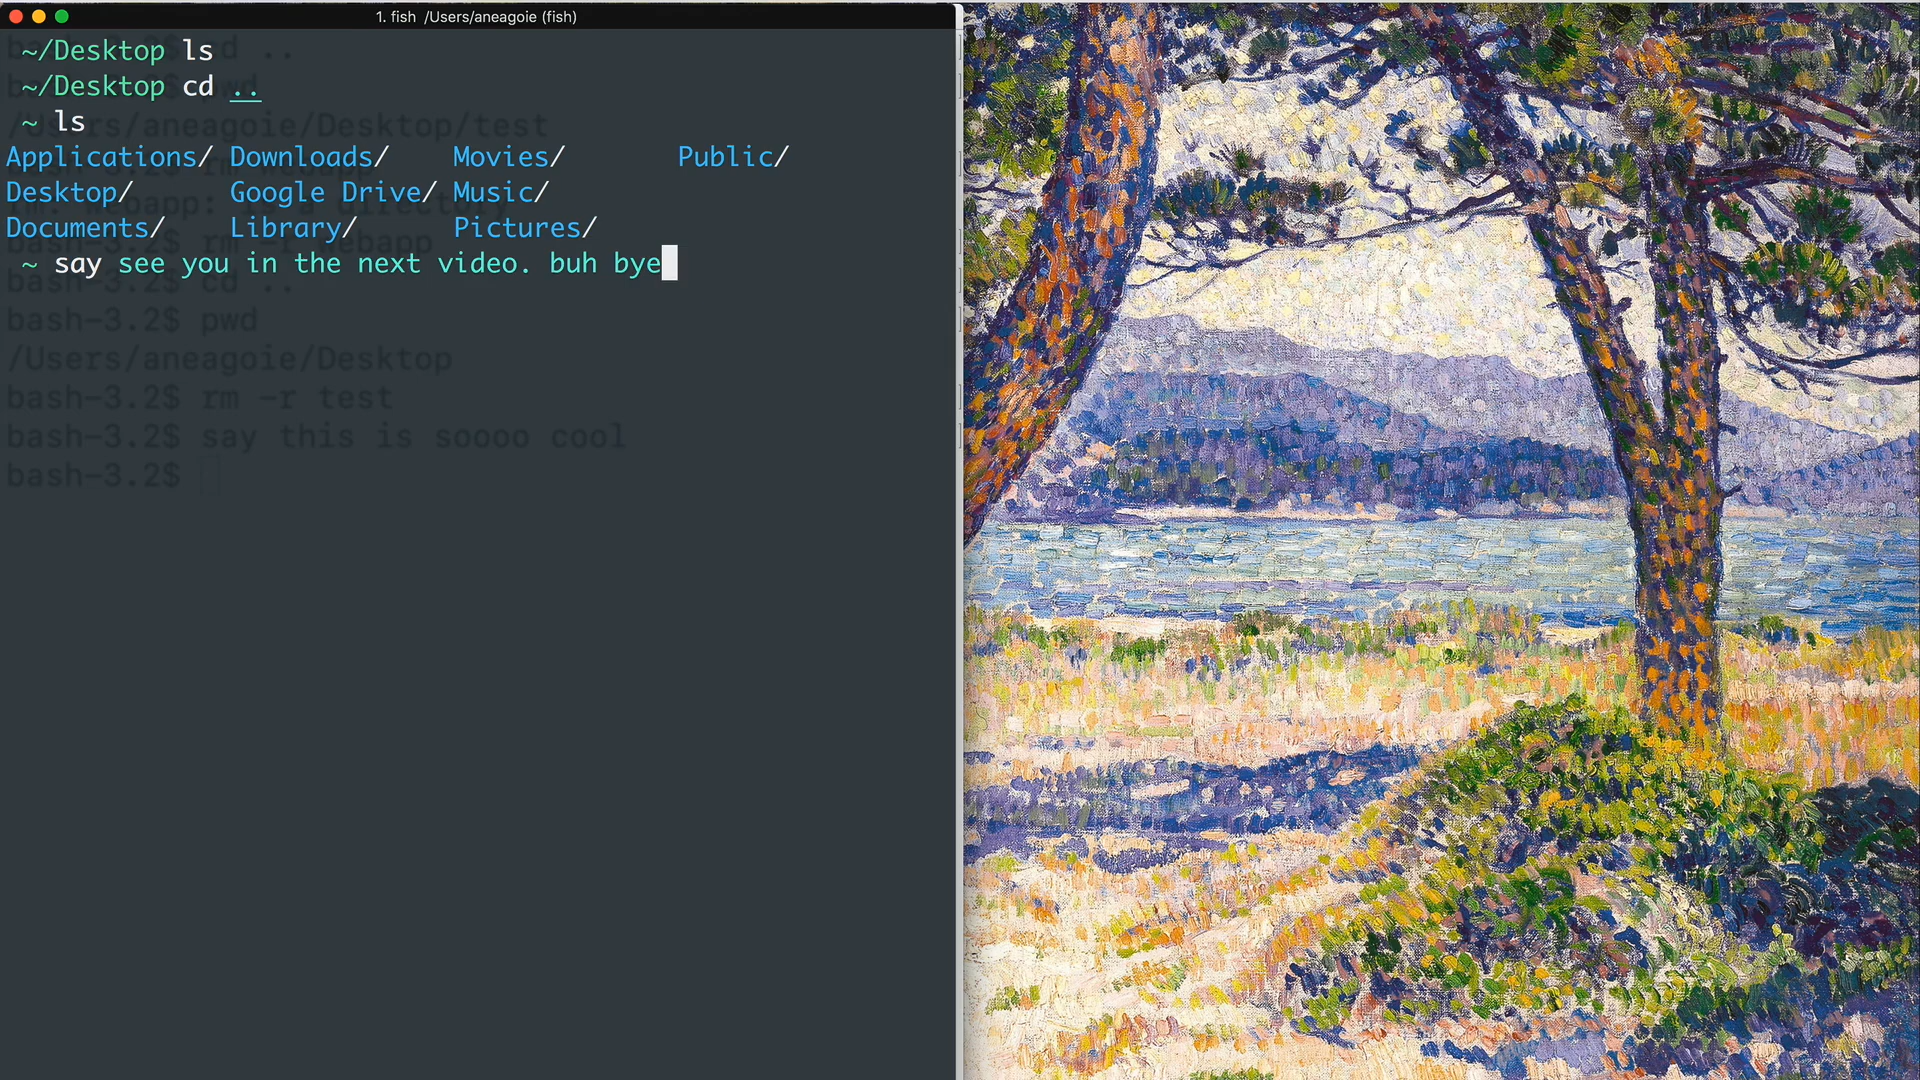 1. fish /Users/aneagoie (fish)
~/Desktop ls
~/Desktop cd ..
~ ls
Applications/ Downloads/ Movies/ Public/
Desktop/ Google Drive/ Music/
Documents/ Library/ Pictures/
~ say see you in the next video. buh bye
bash-3.2$ pwd
/Users/aneagoie/Desktop
bash-3.2$ rm -r test
bash-3.2$ say this is soooo cool
bash-3.2$